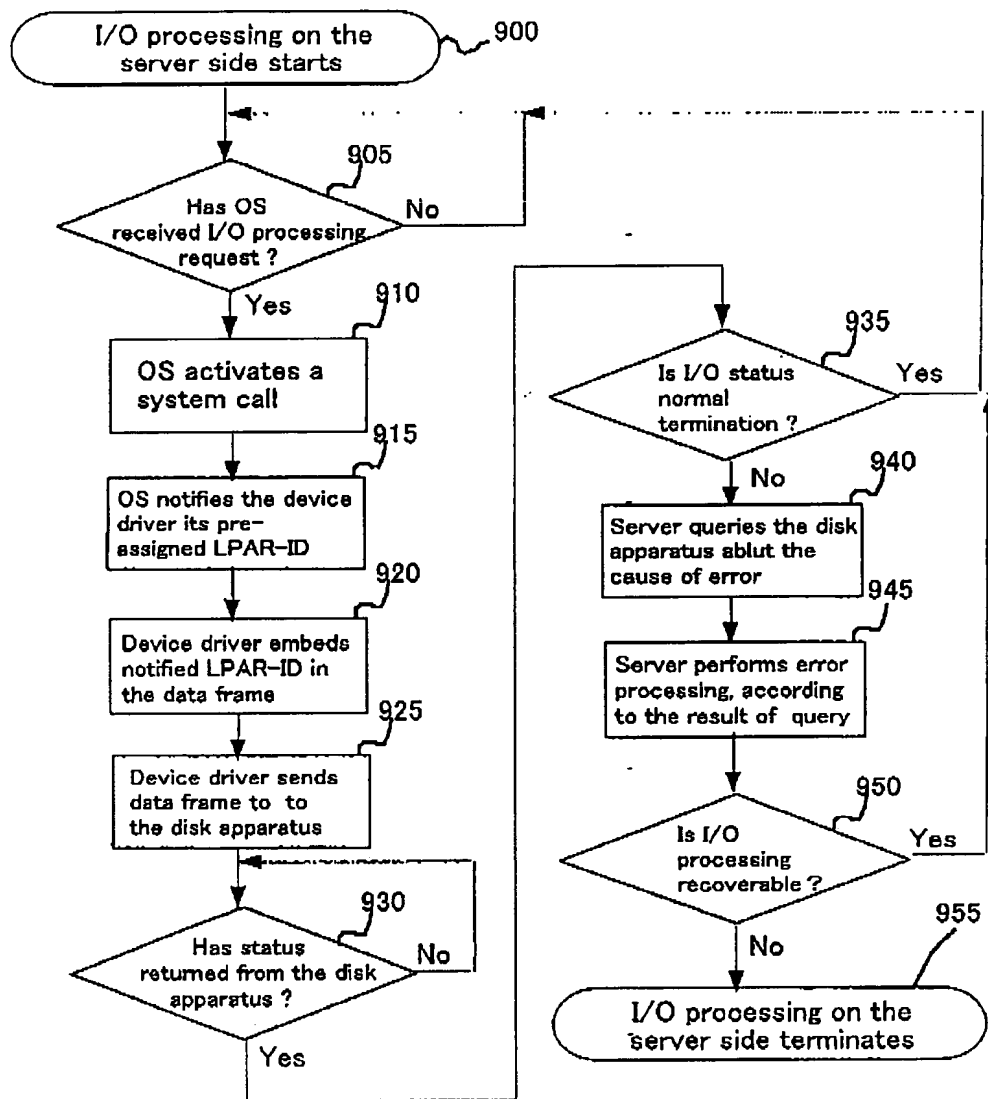 I/O processing on the
server side starts
900
905
Has OS
received I/O processing
request ?
No
Yes
910
OS activates a
system call
915
OS notifies the device
driver its pre-
assigned LPAR-ID
920
Device driver embeds
notified LPAR-ID in
the data frame
925
Device driver sends
data frame to to
the disk apparatus
930
Has status
returned from the disk
apparatus ?
No
Yes
935
Is I/O status
normal
termination ?
Yes
No
940
Server queries the disk
apparatus ablut the
cause of error
945
Server performs error
processing, according
to the result of query
950
Is I/O
processing
recoverable ?
Yes
No
955
I/O processing on the
server side terminates